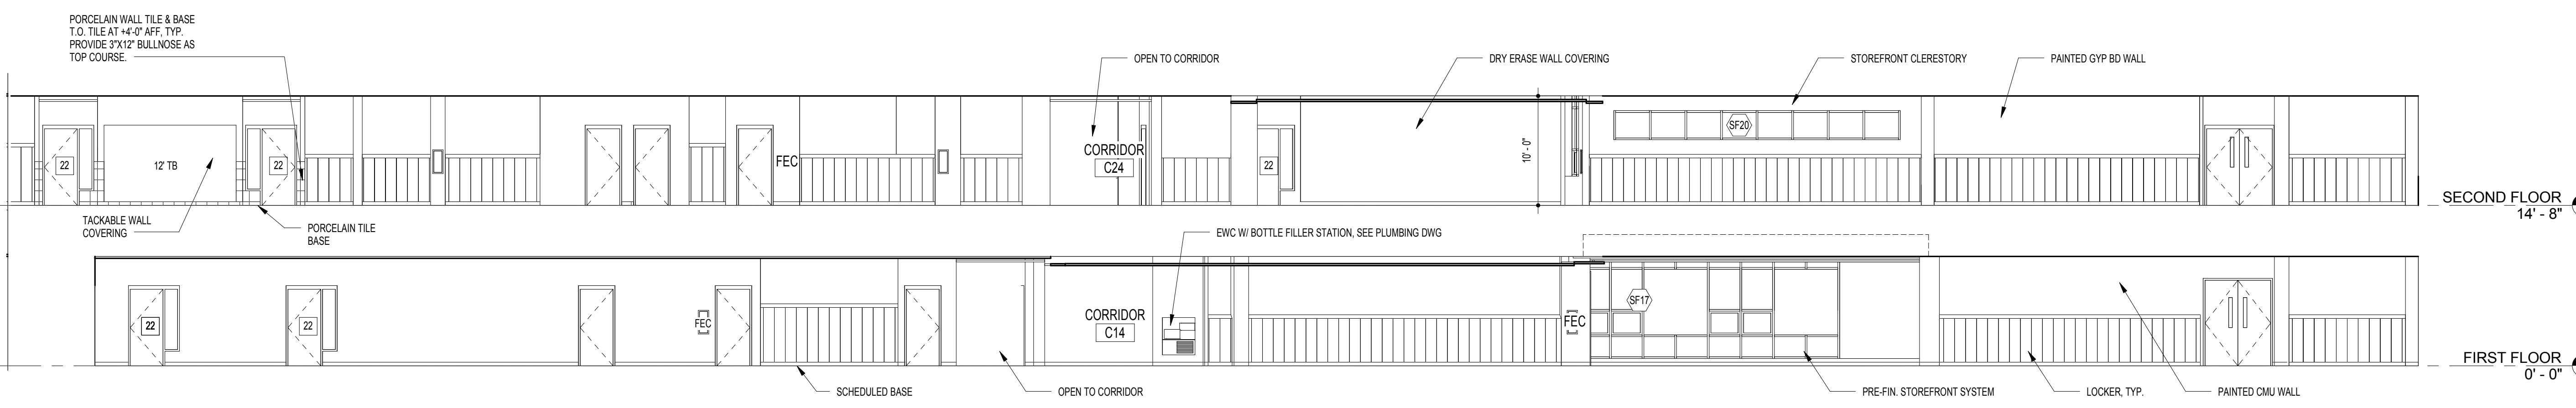 PORCELAIN WALL TILE & BASE
T.O. TILE AT +4'-0" AFF, TYP.
PROVIDE 3"X12" BULLNOSE AS
TOP COURSE.
OPEN TO CORRIDOR
DRY ERASE WALL COVERING
STOREFRONT CLERESTORY
PAINTED GYP BD WALL
22
12' TB
22
FEC
CORRIDOR
C24
22
10' - 0"
SF20
TACKABLE WALL
COVERING
PORCELAIN TILE
BASE
SECOND FLOOR
14' - 8"
EWC W/ BOTTLE FILLER STATION, SEE PLUMBING DWG
22
22
FEC
CORRIDOR
C14
FEC
SF17
FIRST FLOOR
0' - 0"
SCHEDULED BASE
OPEN TO CORRIDOR
PRE-FIN. STOREFRONT SYSTEM
LOCKER, TYP.
PAINTED CMU WALL